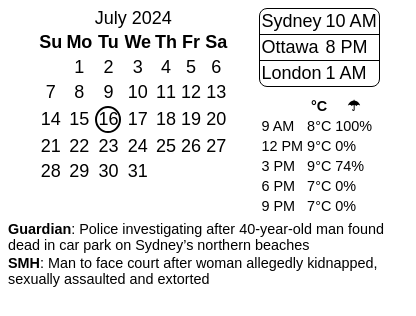 July 2024
Su Mo Tu We Th Fr Sa
1 2 3 4 5 6
7 8 9 10 11 12 13
14 15 16 17 18 19 20
21 22 23 24 25 26 27
28 29 30 31
Sydney 10 AM
Ottawa 8 PM
London 1 AM
°C ☂
9 AM 8°C 100%
12 PM 9°C 0%
3 PM 9°C 74%
6 PM 7°C 0%
9 PM 7°C 0%
Guardian: Police investigating after 40-year-old man found
dead in car park on Sydney’s northern beaches
SMH: Man to face court after woman allegedly kidnapped,
sexually assaulted and extorted